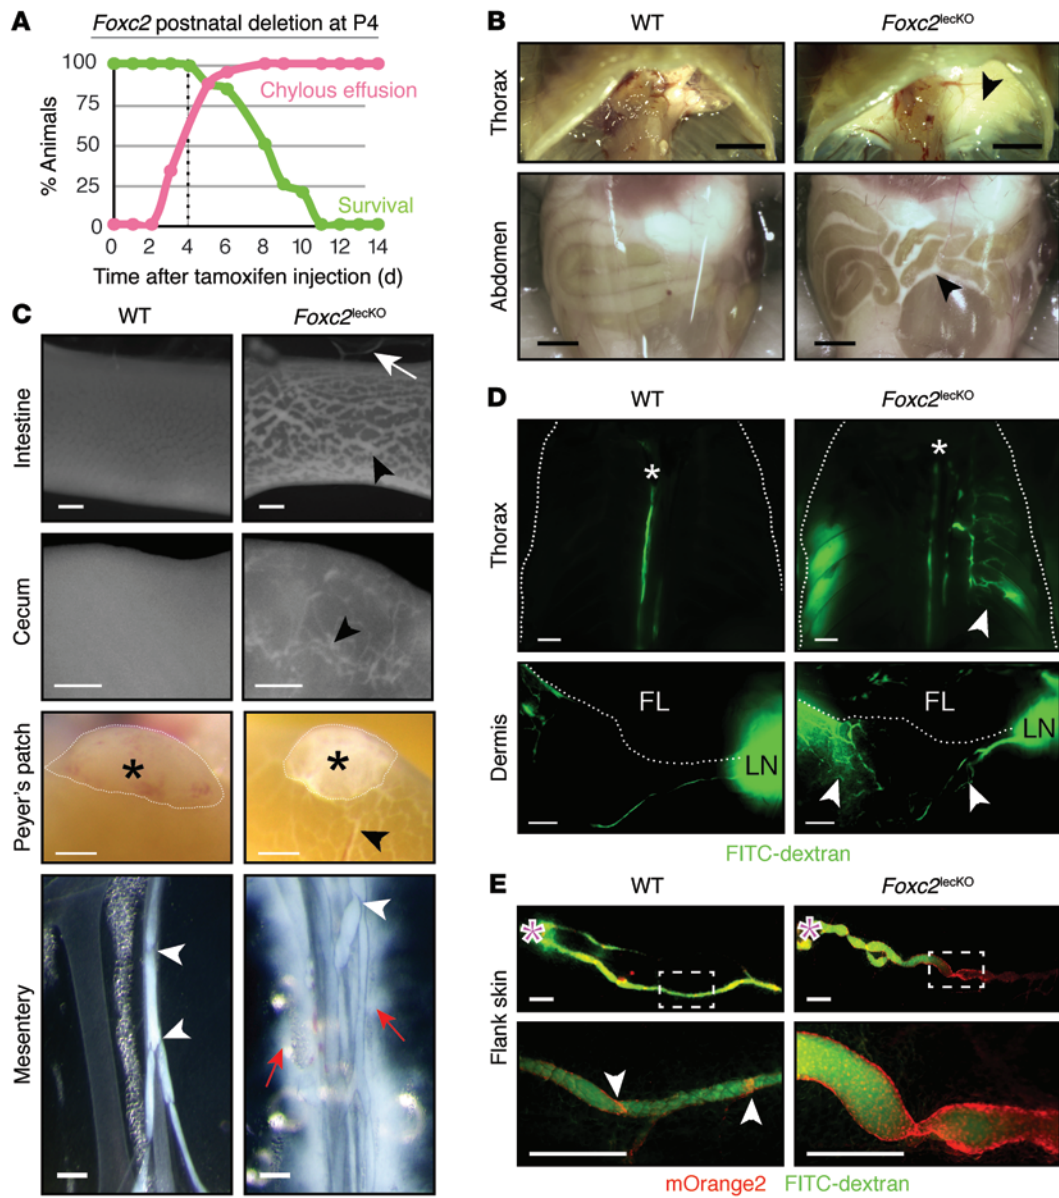 A
Foxc2 postnatal deletion at P4
100
75
50
25
0
% Animals
Chylous effusion
Survival
0 2 4 6 8 10 12 14
Time after tamoxifen injection (d)
B
WT
Foxc2lecKO
Thorax
Abdomen
C
WT
Foxc2lecKO
Intestine
Cecum
Peyer's patch
*
*
Mesentery
D
WT
Foxc2lecKO
Thorax
*
*
Dermis
FL
LN
FL
LN
FITC-dextran
E
WT
Foxc2lecKO
Flank skin
*
*
mOrange2 FITC-dextran